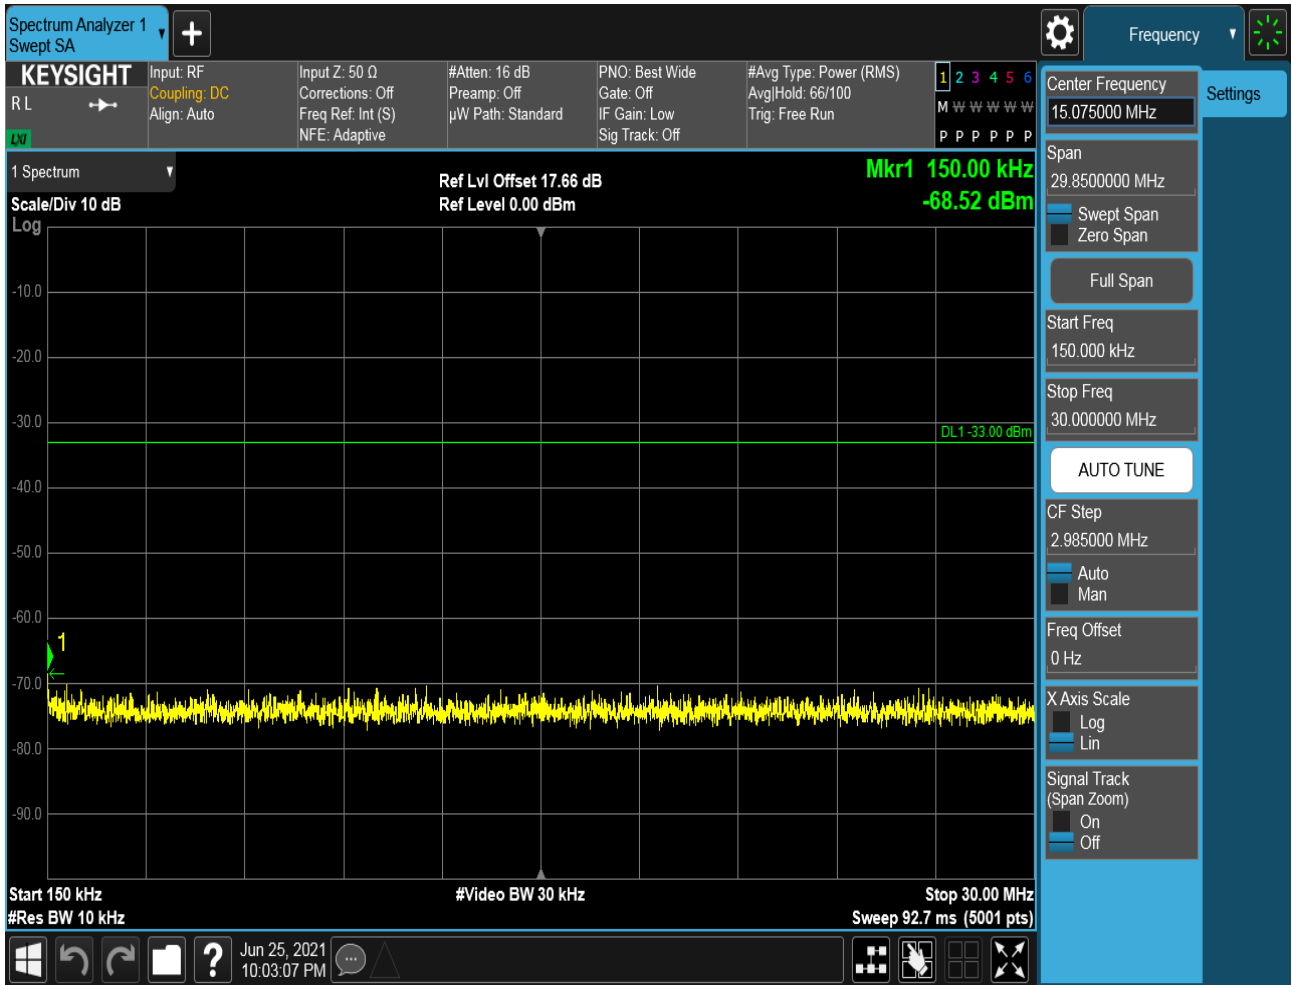 Spectrum Analyzer 1
Swept SA
Frequency
KEYSIGHT
R L
LXI
Input: RF
Coupling: DC
Align: Auto
Input Z: 50 Ω
Corrections: Off
Freq Ref: Int (S)
NFE: Adaptive
#Atten: 16 dB
Preamp: Off
µW Path: Standard
PNO: Best Wide
Gate: Off
IF Gain: Low
Sig Track: Off
#Avg Type: Power (RMS)
Avg|Hold: 66/100
Trig: Free Run
1 2 3 4 5 6
M W W W W W
P P P P P P
1 Spectrum
Scale/Div 10 dB
Log
Ref Lvl Offset 17.66 dB
Ref Level 0.00 dBm
Mkr1 150.00 kHz
-68.52 dBm
-10.0
-20.0
-30.0
DL1 -33.00 dBm
-40.0
-50.0
-60.0
1
-70.0
-80.0
-90.0
Start 150 kHz
#Res BW 10 kHz
#Video BW 30 kHz
Stop 30.00 MHz
Sweep 92.7 ms (5001 pts)
Center Frequency
15.075000 MHz
Settings
Span
29.8500000 MHz
Swept Span
Zero Span
Full Span
Start Freq
150.000 kHz
Stop Freq
30.000000 MHz
AUTO TUNE
CF Step
2.985000 MHz
Auto
Man
Freq Offset
0 Hz
X Axis Scale
Log
Lin
Signal Track
(Span Zoom)
On
Off
?
Jun 25, 2021
10:03:07 PM